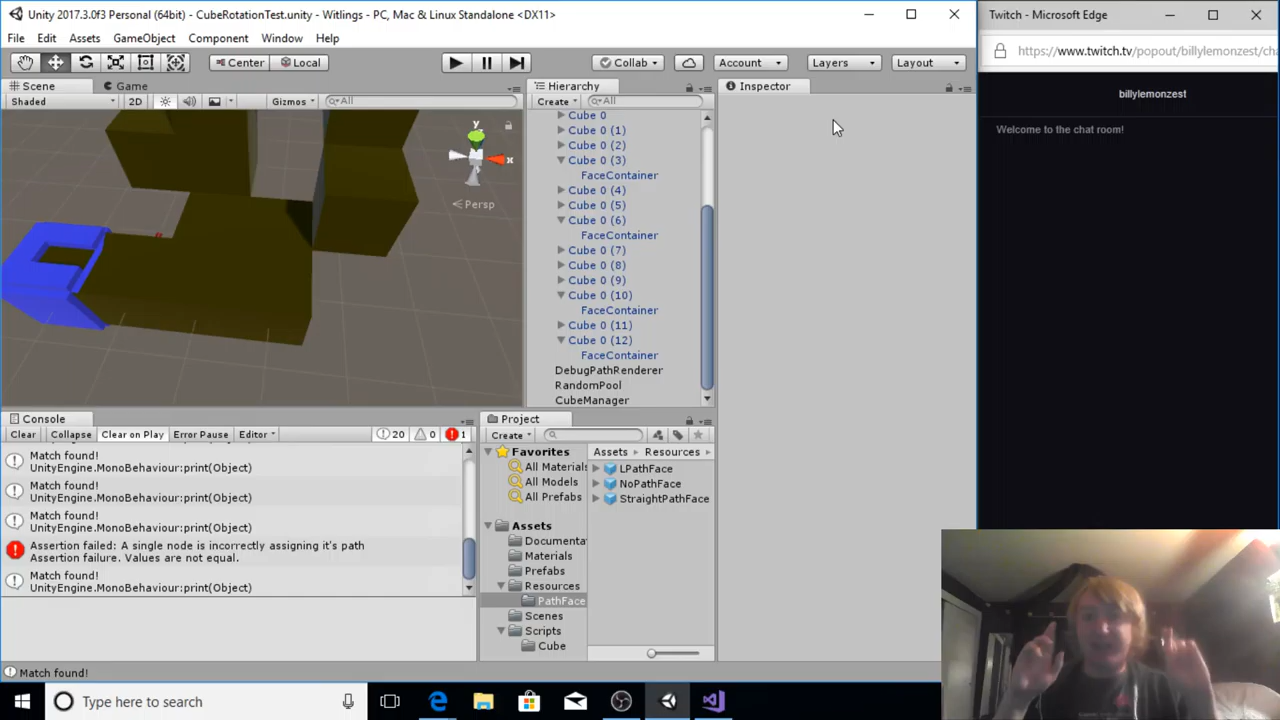 Unity 2017.3.0f3 Personal (64bit) - CubeRotationTest.unity - Witlings - PC, Mac & Linux Standalone <DX11>
File Edit Assets GameObject Component Window Help
Center Local Collab Account Layers Layout
Scene Game
Shaded 2D Gizmos All
y
x
Persp
Hierarchy
Create All
Cube 0
Cube 0 (1)
Cube 0 (2)
Cube 0 (3)
FaceContainer
Cube 0 (4)
Cube 0 (5)
Cube 0 (6)
FaceContainer
Cube 0 (7)
Cube 0 (8)
Cube 0 (9)
Cube 0 (10)
FaceContainer
Cube 0 (11)
Cube 0 (12)
FaceContainer
DebugPathRenderer
RandomPool
CubeManager
Inspector
Twitch - Microsoft Edge
https://www.twitch.tv/popout/billylemonzest/cha
billylemonzest
Welcome to the chat room!
Console
Clear Collapse Clear on Play Error Pause Editor 20 0 1
Match found!
UnityEngine.MonoBehaviour:print(Object)
Match found!
UnityEngine.MonoBehaviour:print(Object)
Match found!
UnityEngine.MonoBehaviour:print(Object)
Assertion failed: A single node is incorrectly assigning it's path
Assertion failure. Values are not equal.
Match found!
UnityEngine.MonoBehaviour:print(Object)
Match found!
Project
Create
Favorites
All Materials
All Models
All Prefabs
Assets
Documenta
Materials
Prefabs
Resources
PathFace
Scenes
Scripts
Cube
Assets Resources
LPathFace
NoPathFace
StraightPathFace
Type here to search